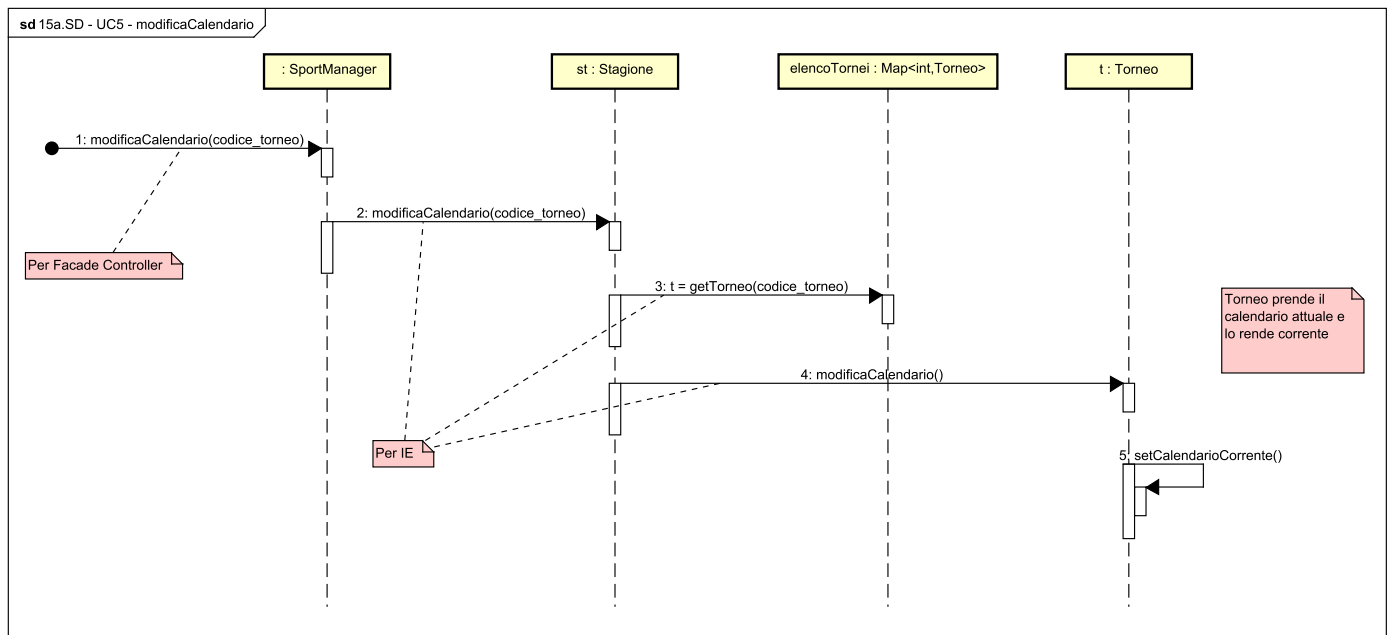 sd 15a.SD - UC5 - modificaCalendario
: SportManager
st : Stagione
elencoTornei : Map<int,Torneo>
t : Torneo
1: modificaCalendario(codice_torneo)
2: modificaCalendario(codice_torneo)
Per Facade Controller
3: t = getTorneo(codice_torneo)
Torneo prende il
calendario attuale e
lo rende corrente
4: modificaCalendario()
Per IE
5: setCalendarioCorrente()